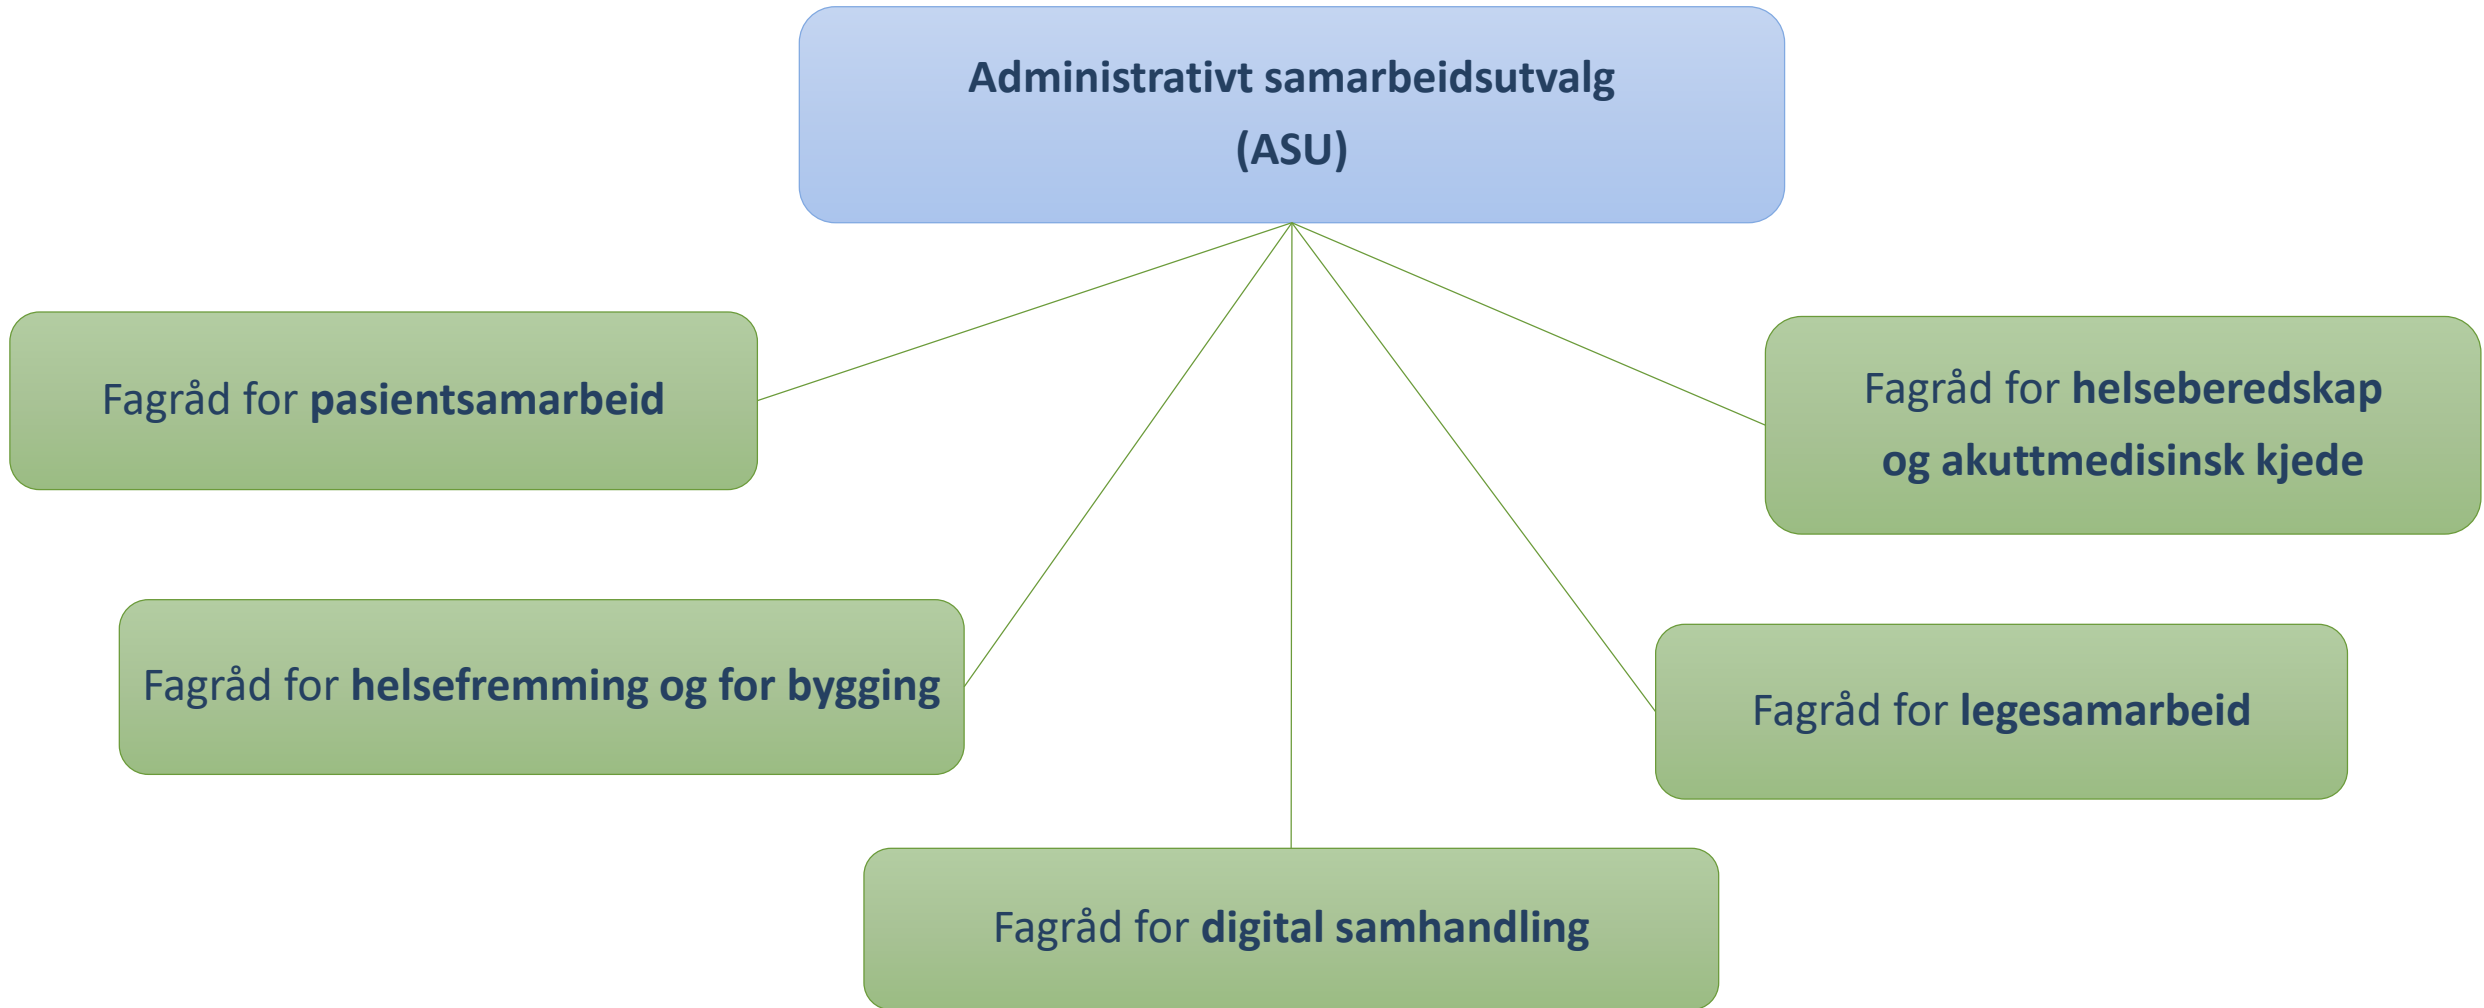 Administrativt samarbeidsutvalg
(ASU)
Fagråd for pasientsamarbeid
Fagråd for helseberedskap
og akuttmedisinsk kjede
Fagråd for helsefremming og for bygging
Fagråd for legesamarbeid
Fagråd for digital samhandling